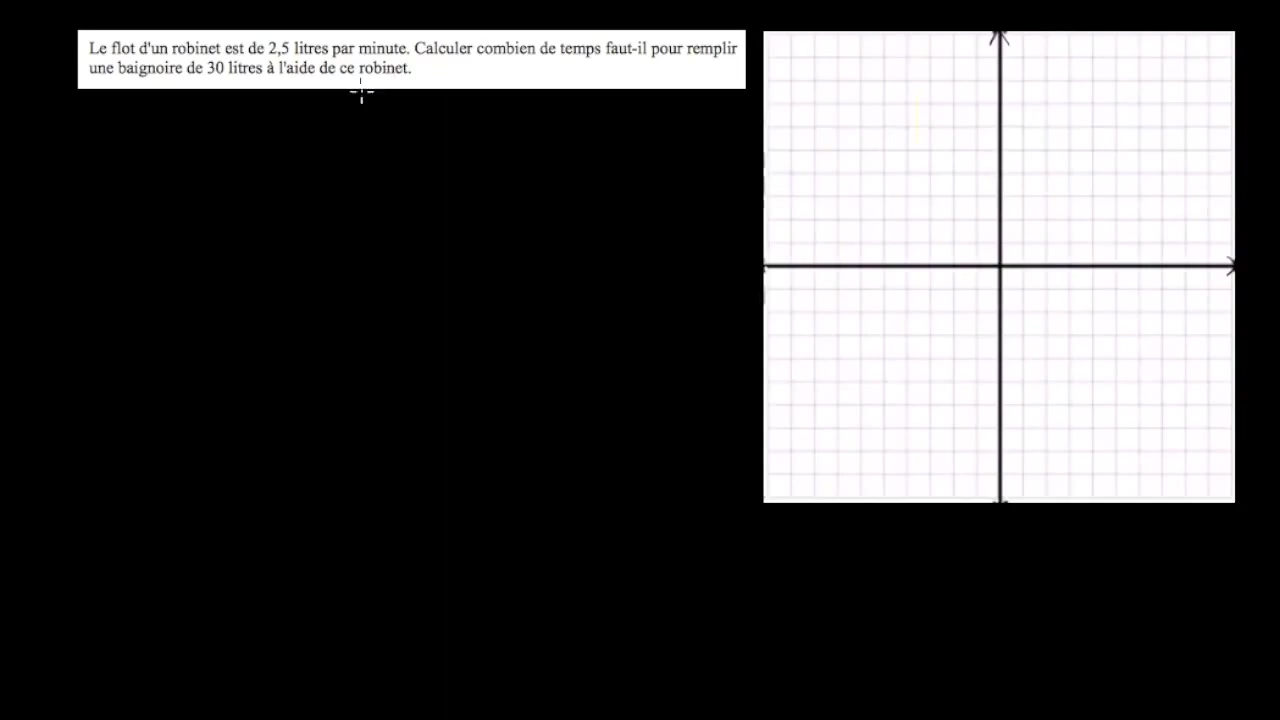 Le flot d'un robinet est de 2,5 litres par minute. Calculer combien de temps faut-il pour remplir
une baignoire de 30 litres à l'aide de ce robinet.